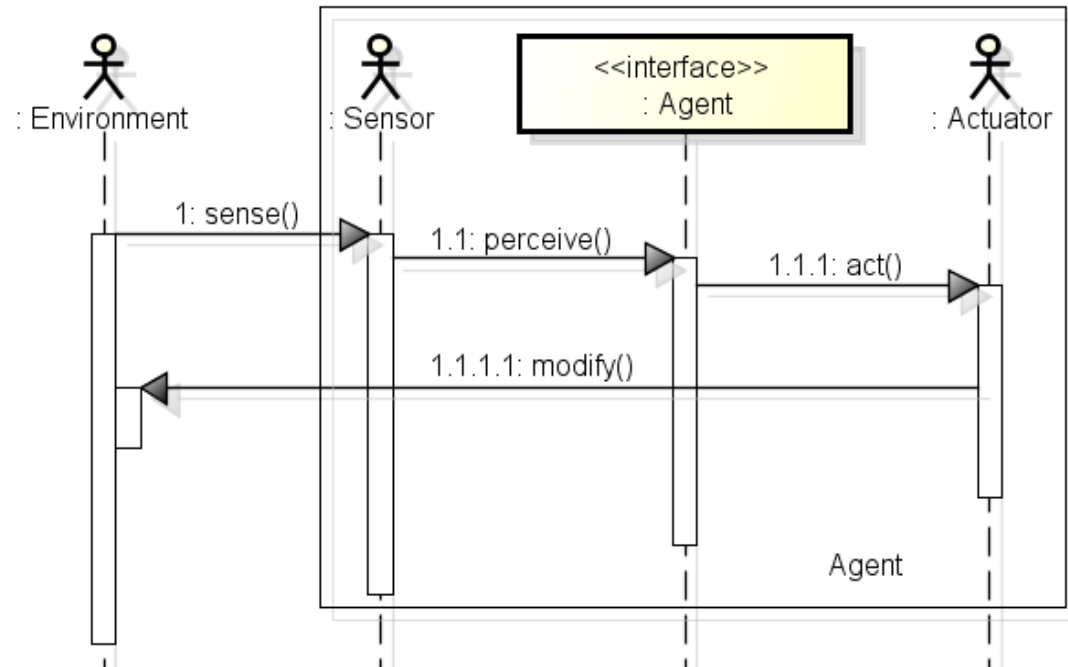 <<interface>>
: Agent
: Environment
: Sensor
: Actuator
1: sense()
1.1: perceive()
1.1.1: act()
1.1.1.1: modify()
Agent